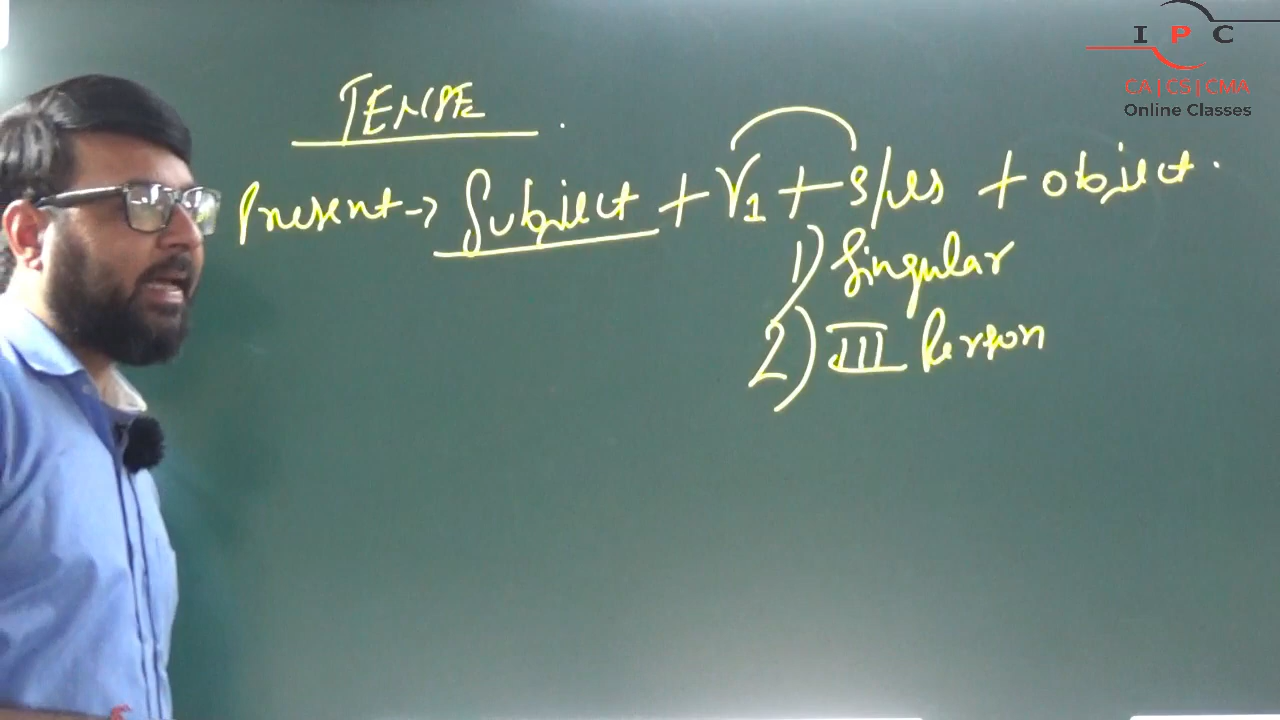 I P C
CA|CS|CMA
Online Classes
TENSE
Present → Subject + V1 + s/es + object.
1) Singular
2) III Person